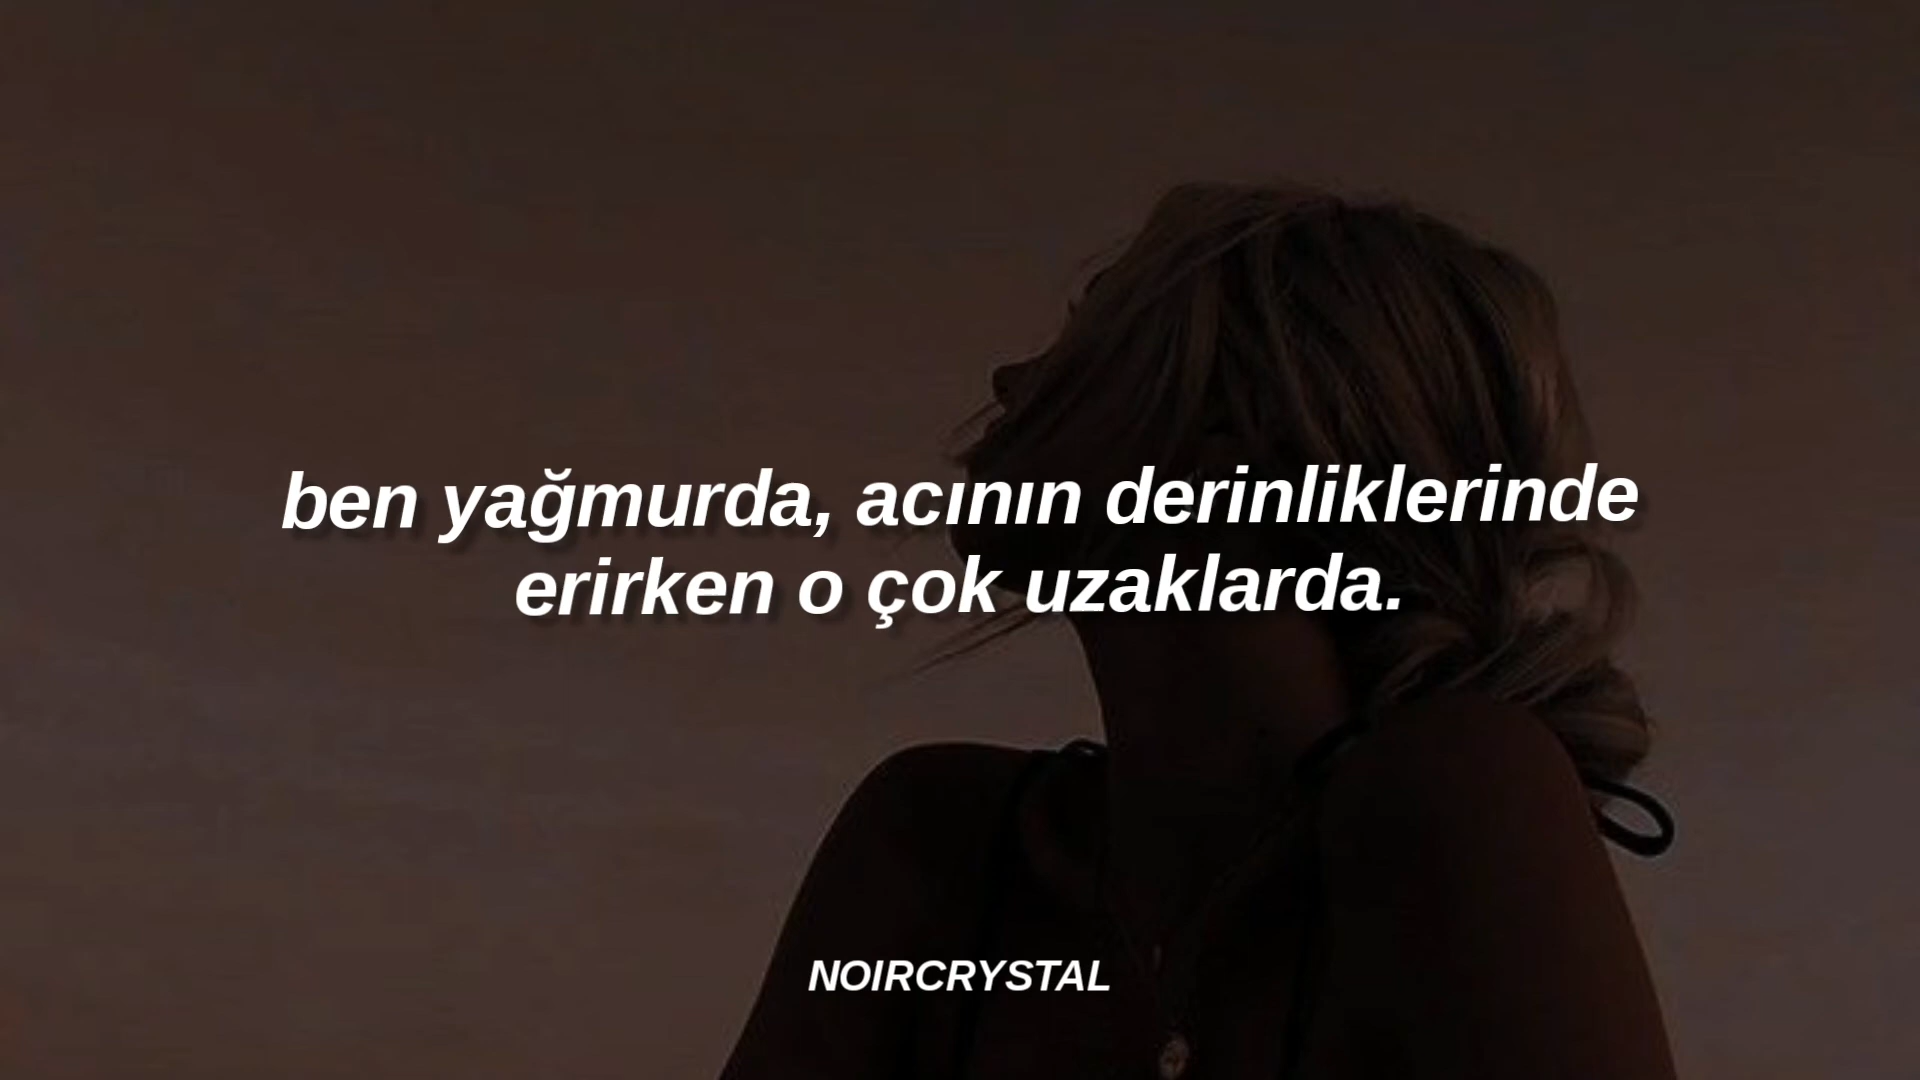 ben yağmurda, acının derinliklerinde
erirken o çok uzaklarda.
NOIRCRYSTAL